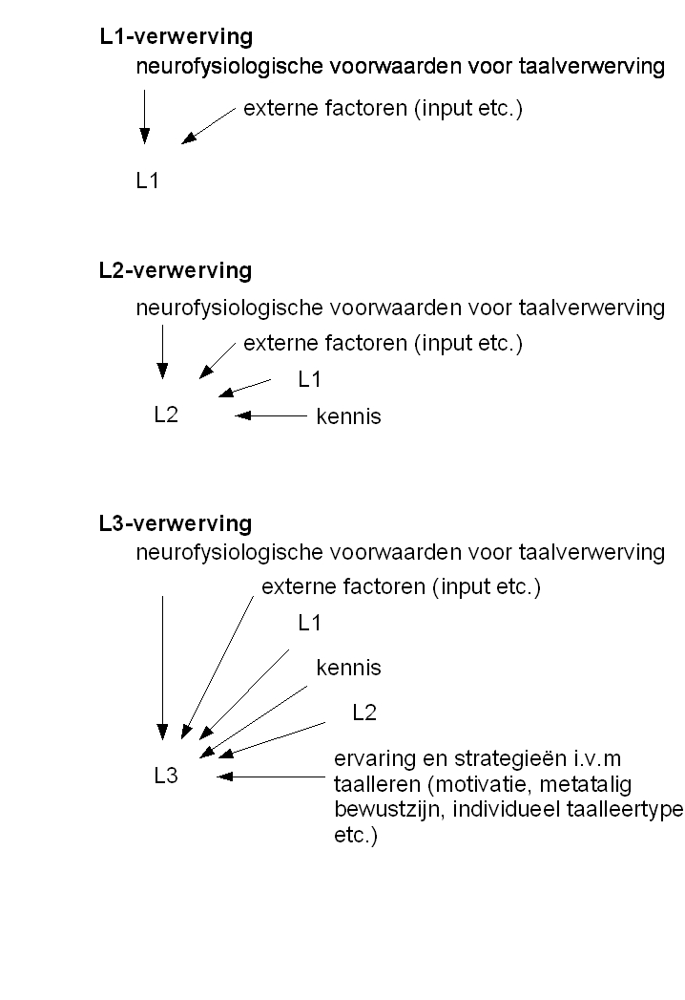 L1-verwerving
neurofysiologische voorwaarden voor taalverwerving
externe factoren (input etc.)
L1
L2-verwerving
neurofysiologische voorwaarden voor taalverwerving
externe factoren (input etc.)
L1
L2
kennis
L3-verwerving
neurofysiologische voorwaarden voor taalverwerving
externe factoren (input etc.)
L1
kennis
L2
L3
ervaring en strategieën i.v.m
taalleren (motivatie, metatalig
bewustzijn, individueel taalleertype
etc.)